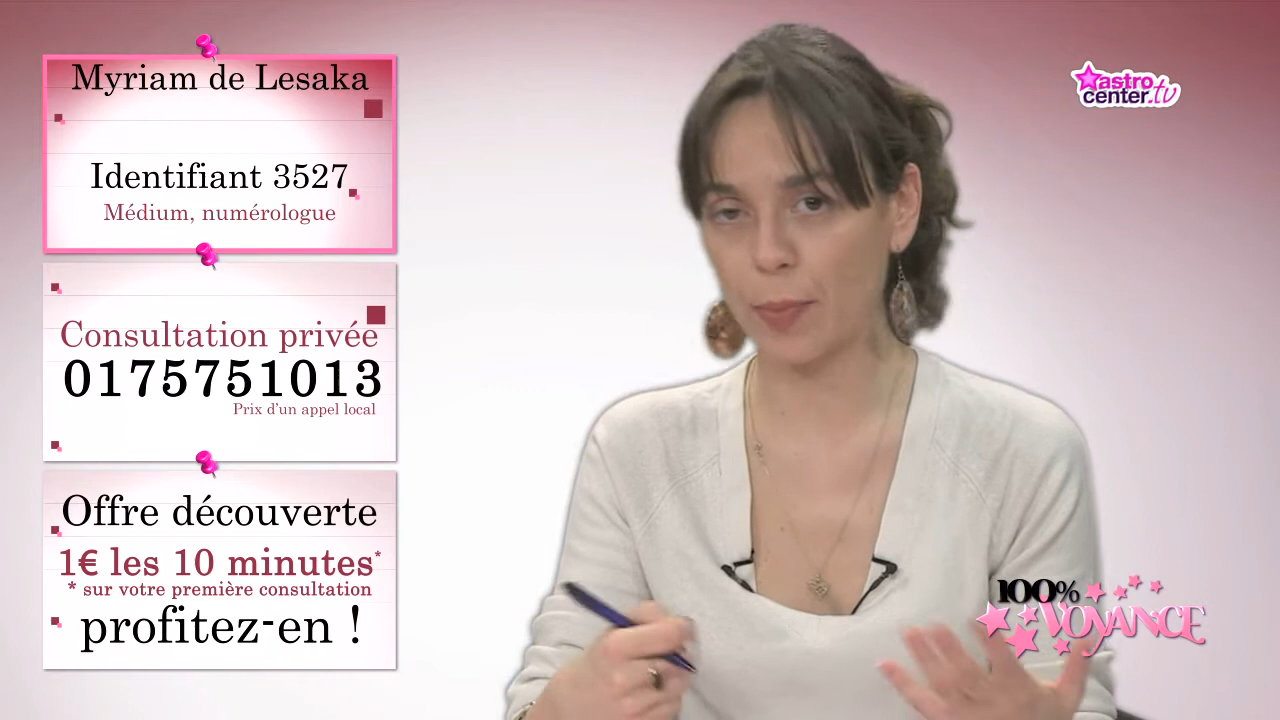 Myriam de Lesaka
Identifiant 3527
Médium, numérologue
Consultation privée
0175751013
Prix d'un appel local
Offre découverte
1€ les 10 minutes*
* sur votre première consultation
profitez-en !
astro
center.tv
100%
VOYANCE